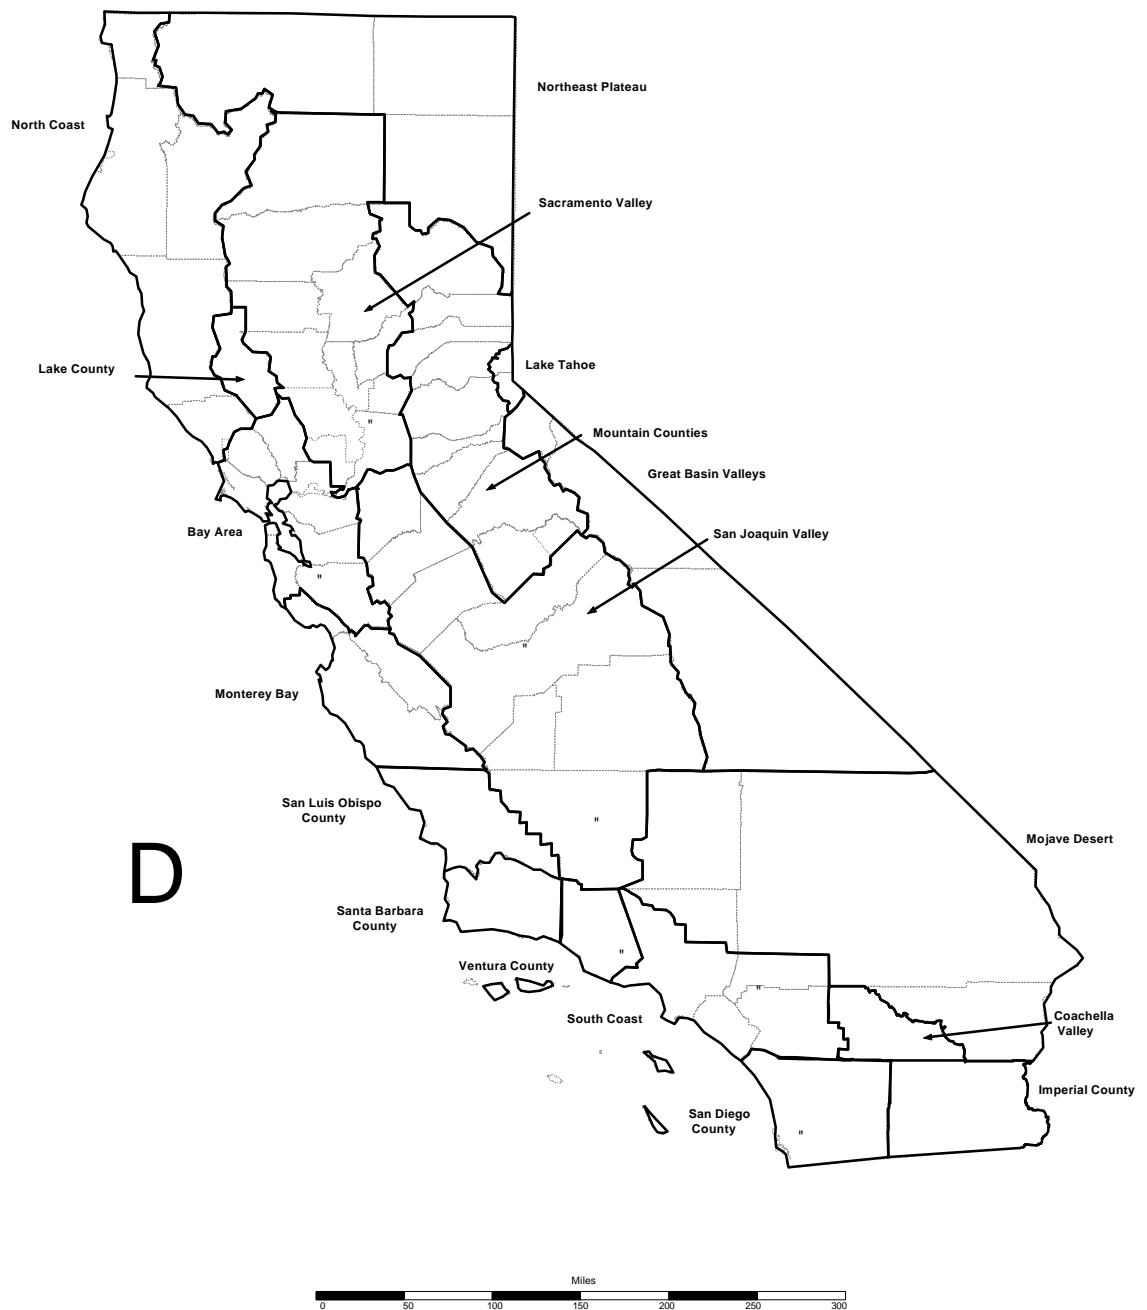 Northeast Plateau
North Coast
Sacramento Valley
Lake Tahoe
Lake County
Mountain Counties
Great Basin Valleys
Bay Area
San Joaquin Valley
"
"
"
Monterey Bay
San Luis Obispo
County
"
Mojave Desert
D
Santa Barbara
County
"
Ventura County
"
South Coast
Coachella
Valley
Imperial County
San Diego
County
"
Miles
0 50 100 150 200 250 300